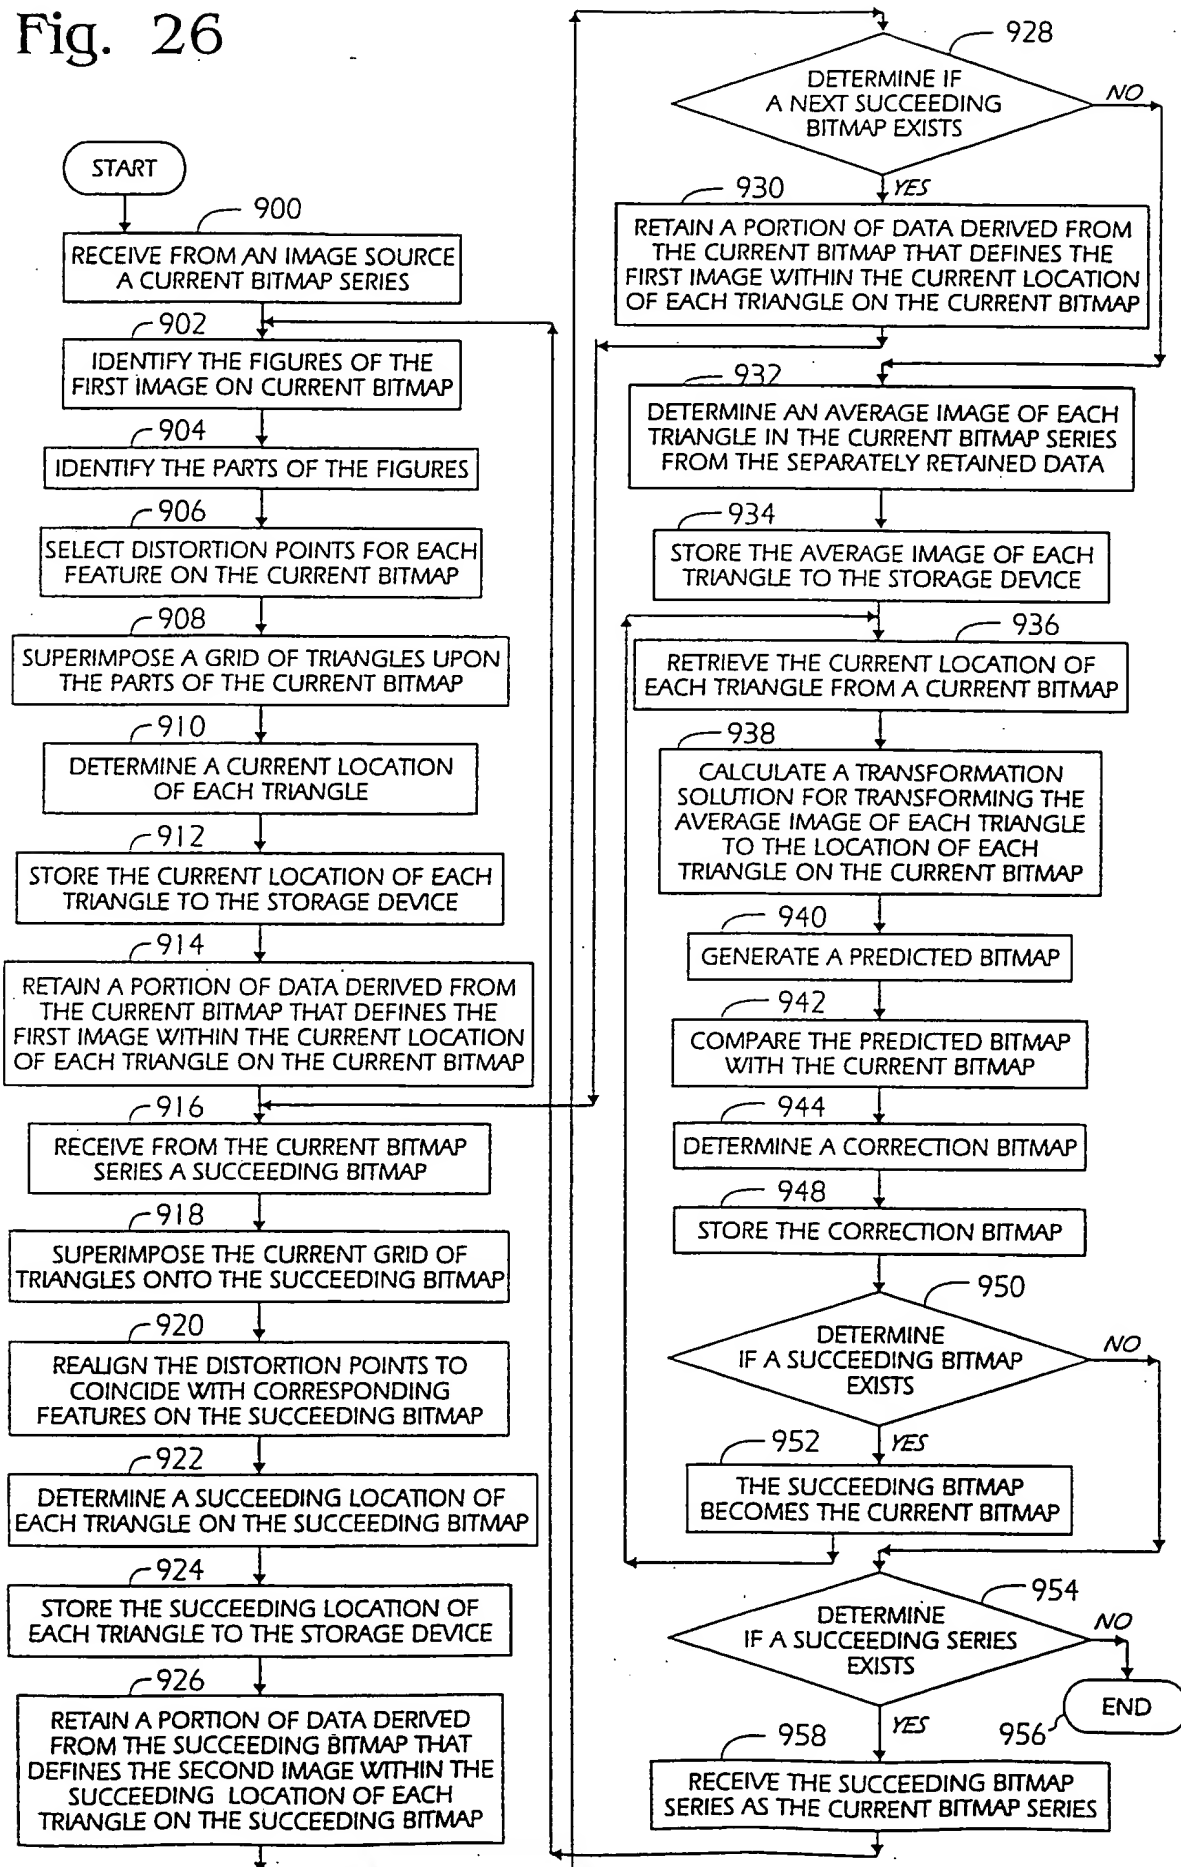 Fig. 26
START
900
RECEIVE FROM AN IMAGE SOURCE
A CURRENT BITMAP SERIES
902
IDENTIFY THE FIGURES OF THE
FIRST IMAGE ON CURRENT BITMAP
904
IDENTIFY THE PARTS OF THE FIGURES
906
SELECT DISTORTION POINTS FOR EACH
FEATURE ON THE CURRENT BITMAP
908
SUPERIMPOSE A GRID OF TRIANGLES UPON
THE PARTS OF THE CURRENT BITMAP
910
DETERMINE A CURRENT LOCATION
OF EACH TRIANGLE
912
STORE THE CURRENT LOCATION OF EACH
TRIANGLE TO THE STORAGE DEVICE
914
RETAIN A PORTION OF DATA DERIVED FROM
THE CURRENT BITMAP THAT DEFINES THE
FIRST IMAGE WITHIN THE CURRENT LOCATION
OF EACH TRIANGLE ON THE CURRENT BITMAP
916
RECEIVE FROM THE CURRENT BITMAP
SERIES A SUCCEEDING BITMAP
918
SUPERIMPOSE THE CURRENT GRID OF
TRIANGLES ONTO THE SUCCEEDING BITMAP
920
REALIGN THE DISTORTION POINTS TO
COINCIDE WITH CORRESPONDING
FEATURES ON THE SUCCEEDING BITMAP
922
DETERMINE A SUCCEEDING LOCATION OF
EACH TRIANGLE ON THE SUCCEEDING BITMAP
924
STORE THE SUCCEEDING LOCATION OF
EACH TRIANGLE TO THE STORAGE DEVICE
926
RETAIN A PORTION OF DATA DERIVED
FROM THE SUCCEEDING BITMAP THAT
DEFINES THE SECOND IMAGE WITHIN THE
SUCCEEDING LOCATION OF EACH
TRIANGLE ON THE SUCCEEDING BITMAP
928
DETERMINE IF
A NEXT SUCCEEDING
BITMAP EXISTS
NO
YES
930
RETAIN A PORTION OF DATA DERIVED FROM
THE CURRENT BITMAP THAT DEFINES THE
FIRST IMAGE WITHIN THE CURRENT LOCATION
OF EACH TRIANGLE ON THE CURRENT BITMAP
932
DETERMINE AN AVERAGE IMAGE OF EACH
TRIANGLE IN THE CURRENT BITMAP SERIES
FROM THE SEPARATELY RETAINED DATA
934
STORE THE AVERAGE IMAGE OF EACH
TRIANGLE TO THE STORAGE DEVICE
936
RETRIEVE THE CURRENT LOCATION OF
EACH TRIANGLE FROM A CURRENT BITMAP
938
CALCULATE A TRANSFORMATION
SOLUTION FOR TRANSFORMING THE
AVERAGE IMAGE OF EACH TRIANGLE
TO THE LOCATION OF EACH
TRIANGLE ON THE CURRENT BITMAP
940
GENERATE A PREDICTED BITMAP
942
COMPARE THE PREDICTED BITMAP
WITH THE CURRENT BITMAP
944
DETERMINE A CORRECTION BITMAP
948
STORE THE CORRECTION BITMAP
950
DETERMINE
IF A SUCCEEDING BITMAP
EXISTS
NO
YES
952
THE SUCCEEDING BITMAP
BECOMES THE CURRENT BITMAP
954
DETERMINE
IF A SUCCEEDING SERIES
EXISTS
NO
END
956
YES
958
RECEIVE THE SUCCEEDING BITMAP
SERIES AS THE CURRENT BITMAP SERIES